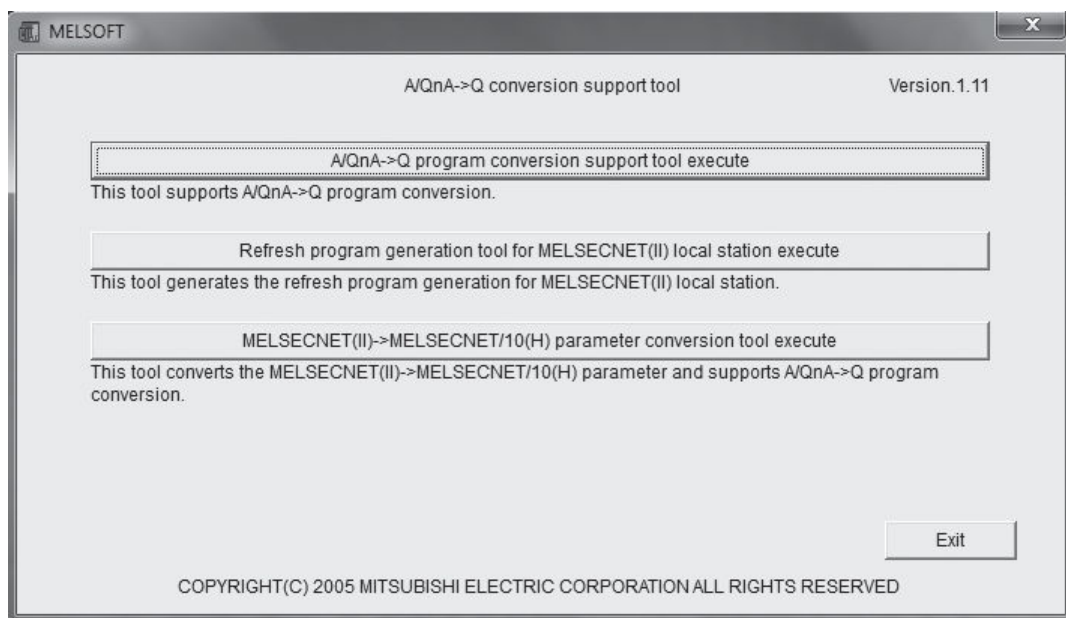 MELSOFT
A/QnA->Q conversion support tool
Version.1.11
A/QnA->Q program conversion support tool execute
This tool supports A/QnA->Q program conversion.
Refresh program generation tool for MELSECNET(II) local station execute
This tool generates the refresh program generation for MELSECNET(II) local station.
MELSECNET(II)->MELSECNET/10(H) parameter conversion tool execute
This tool converts the MELSECNET(II)->MELSECNET/10(H) parameter and supports A/QnA->Q program
conversion.
Exit
COPYRIGHT(C) 2005 MITSUBISHI ELECTRIC CORPORATION ALL RIGHTS RESERVED